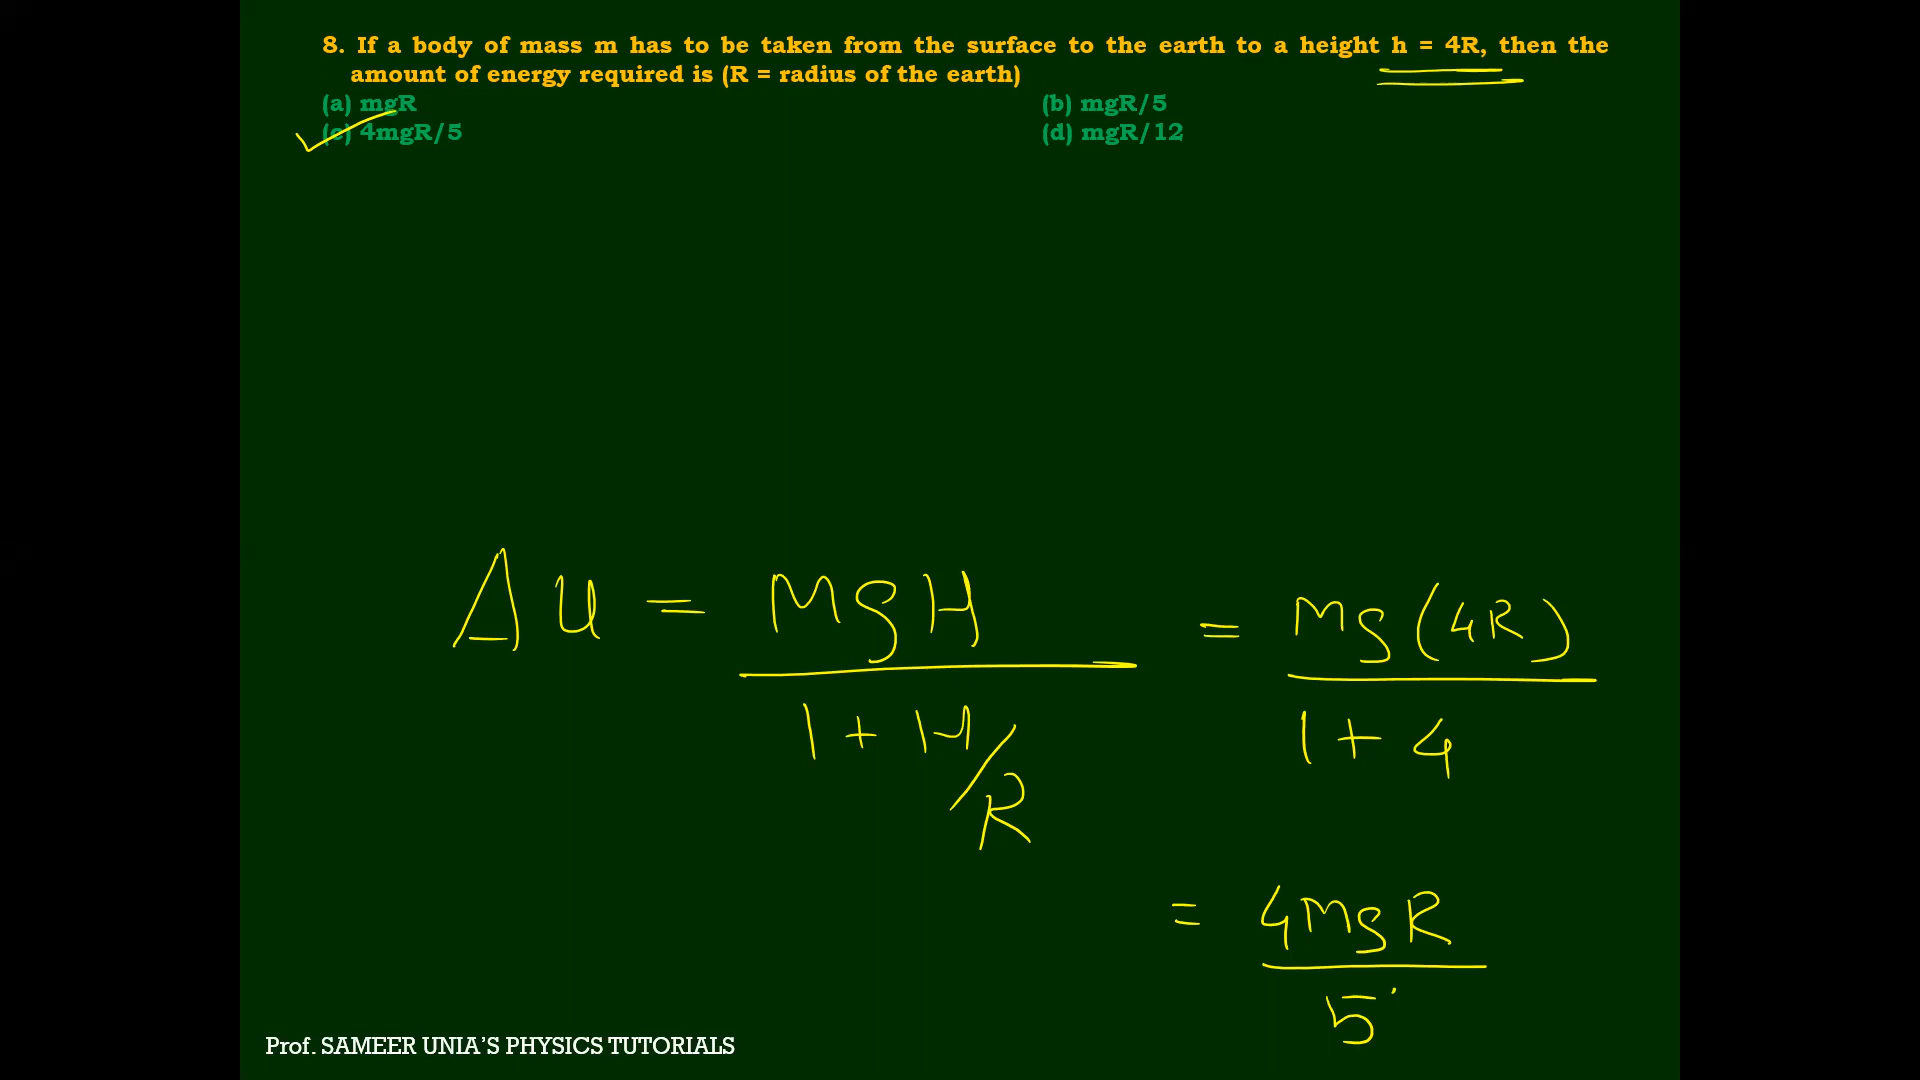 8. If a body of mass m has to be taken from the surface to the earth to a height h = 4R, then the
amount of energy required is (R = radius of the earth)
(a) mgR (b) mgR/5
(c) 4mgR/5 (d) mgR/12
ΔU = MgH / 1 + H/R = Mg(4R) / 1 + 4
= 4MgR / 5
Prof. SAMEER UNIA'S PHYSICS TUTORIALS